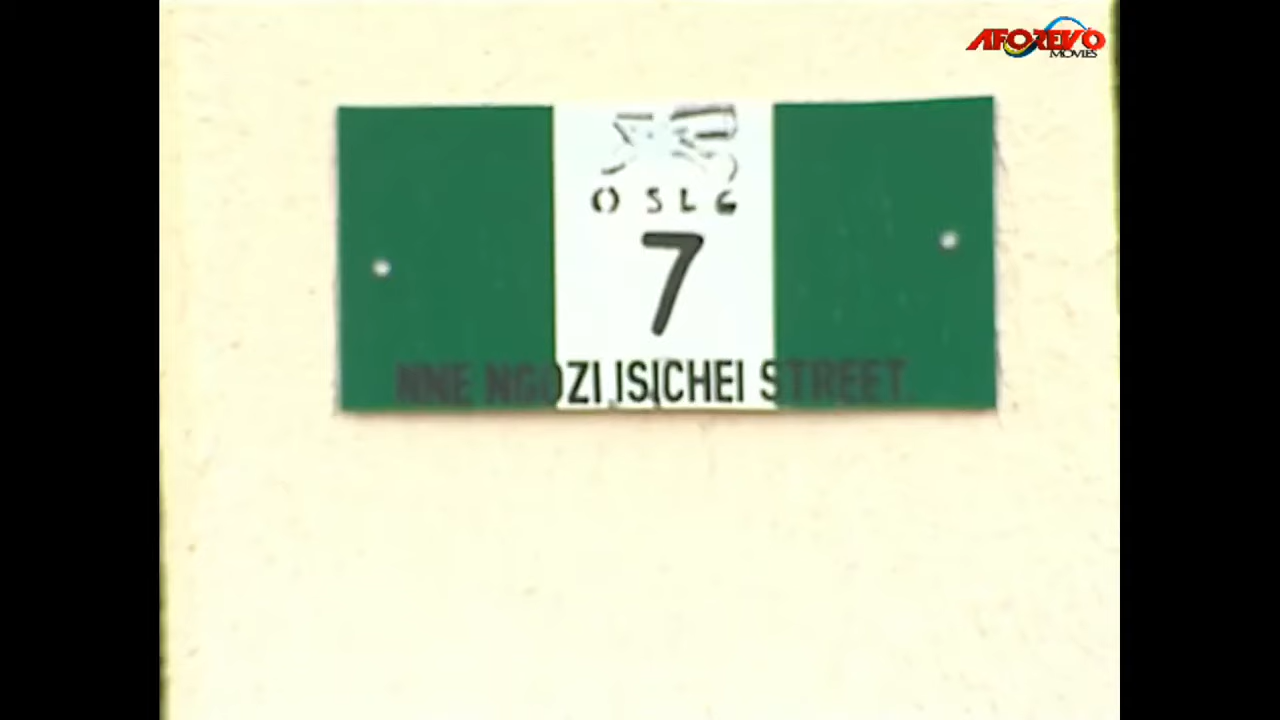 AFOREVO
MOVIES
OSLG
7
NNE NGOZI ISICHEI STREET.